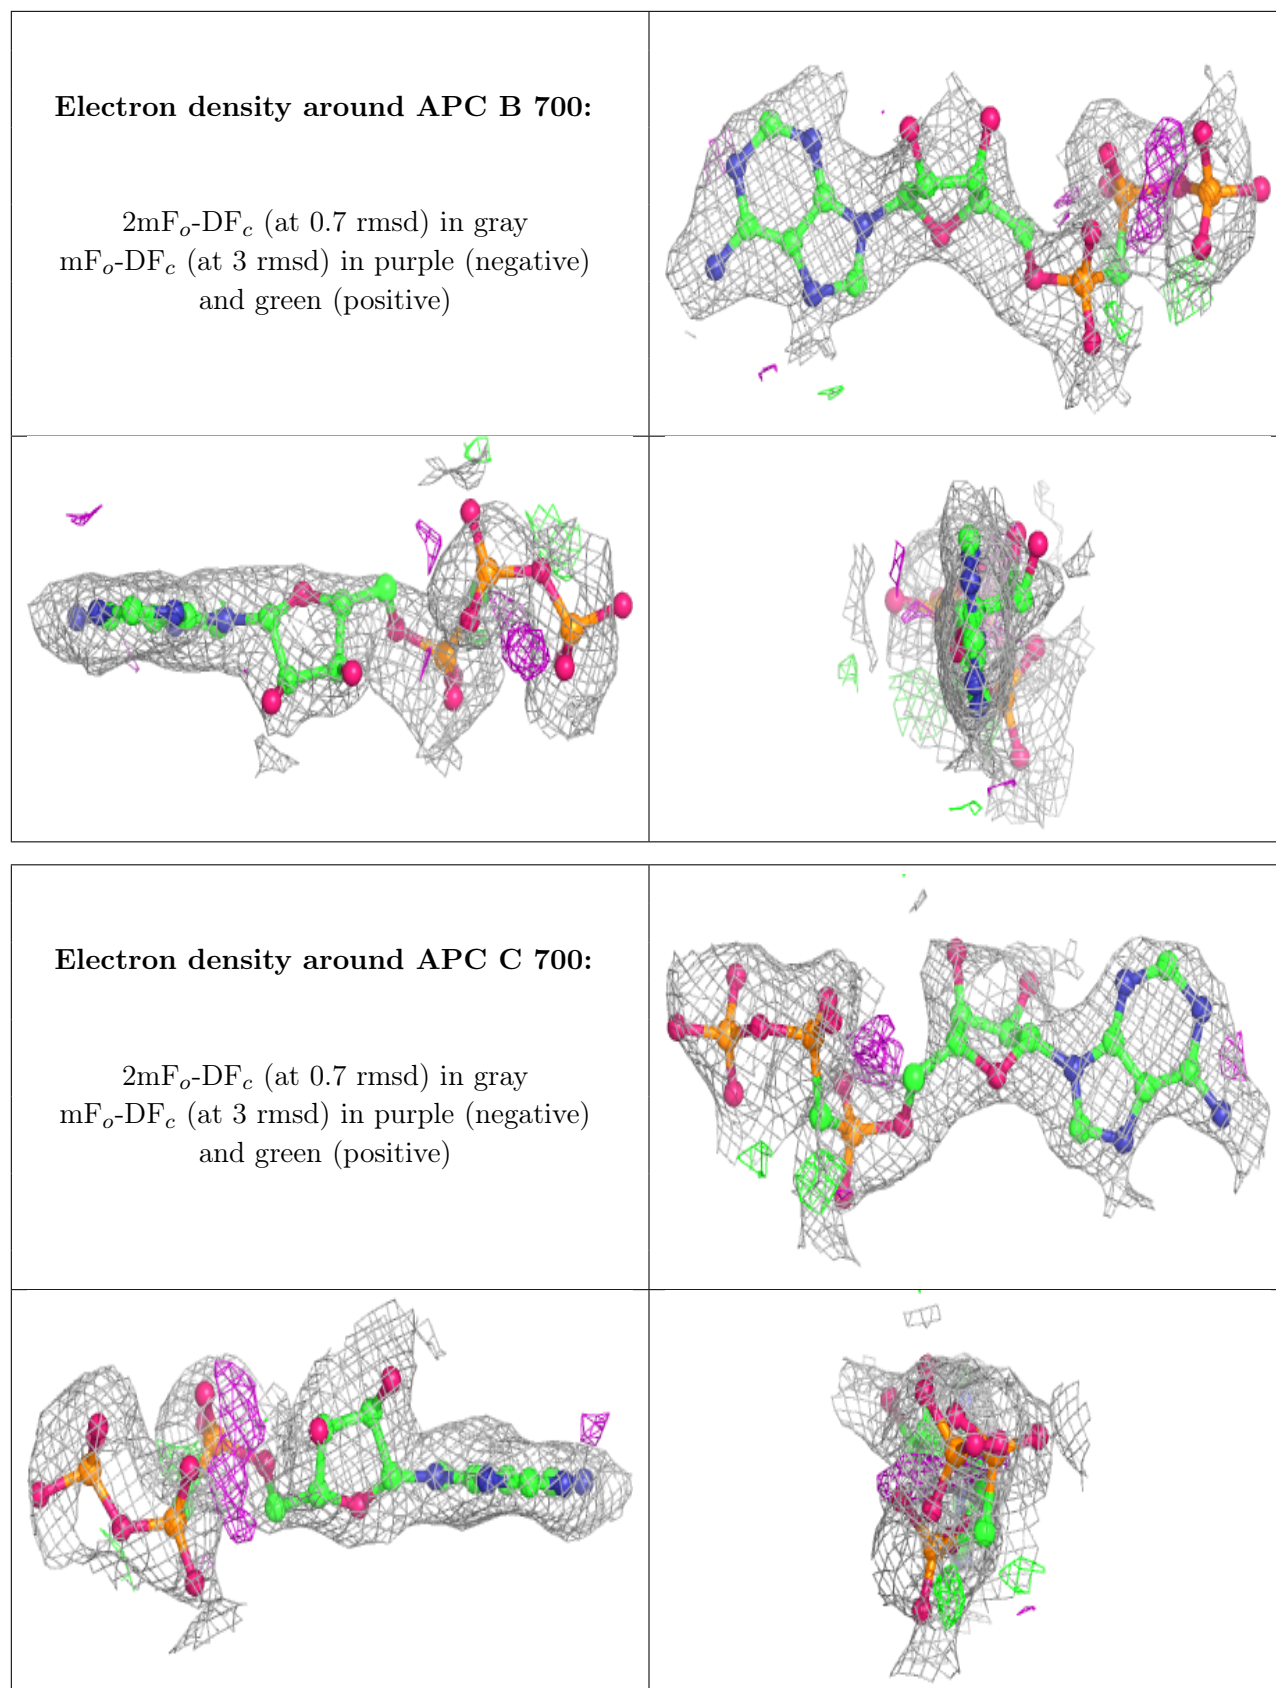 Electron density around APC B 700:
2mFo-DFc (at 0.7 rmsd) in gray
mFo-DFc (at 3 rmsd) in purple (negative)
and green (positive)
Electron density around APC C 700:
2mFo-DFc (at 0.7 rmsd) in gray
mFo-DFc (at 3 rmsd) in purple (negative)
and green (positive)